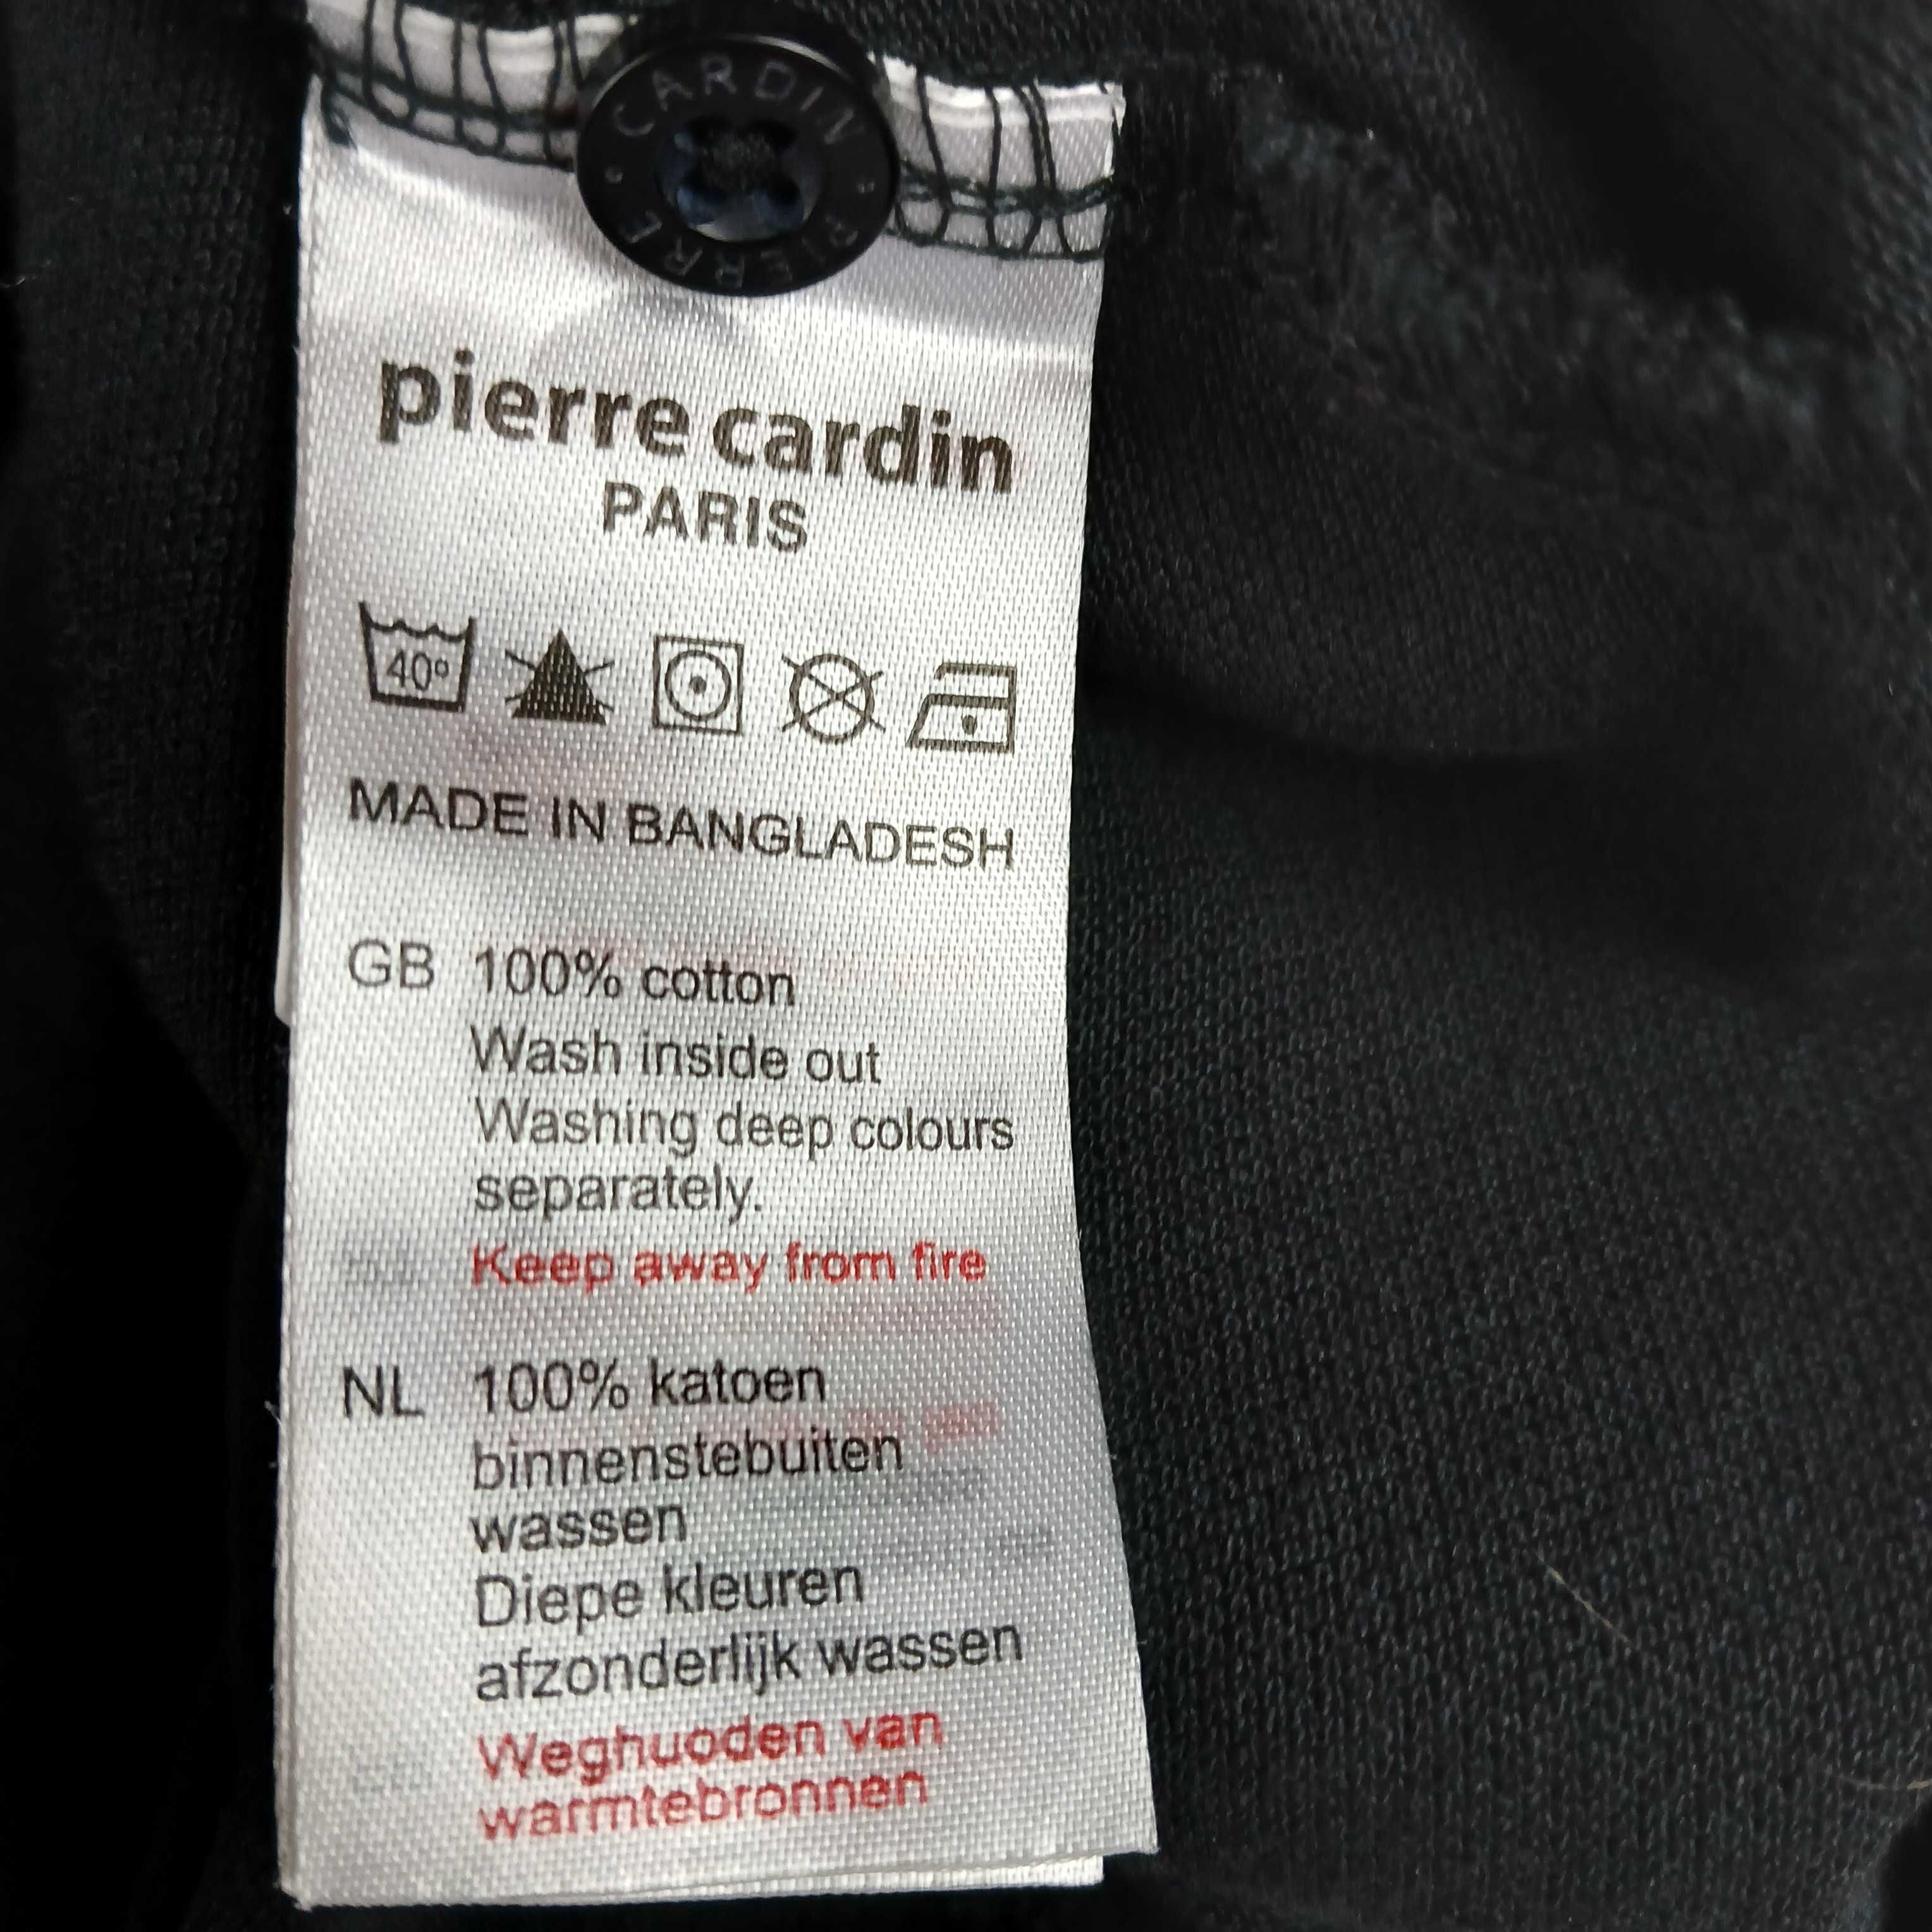 CARDIN
PIERRE
pierre cardin
PARIS
40°
MADE IN BANGLADESH
GB 100% cotton
Wash inside out
Washing deep colours
separately.
Keep away from fire
NL 100% katoen
binnenstebuiten
wassen
Diepe kleuren
afzonderlijk wassen
Weghuoden van
warmtebronnen